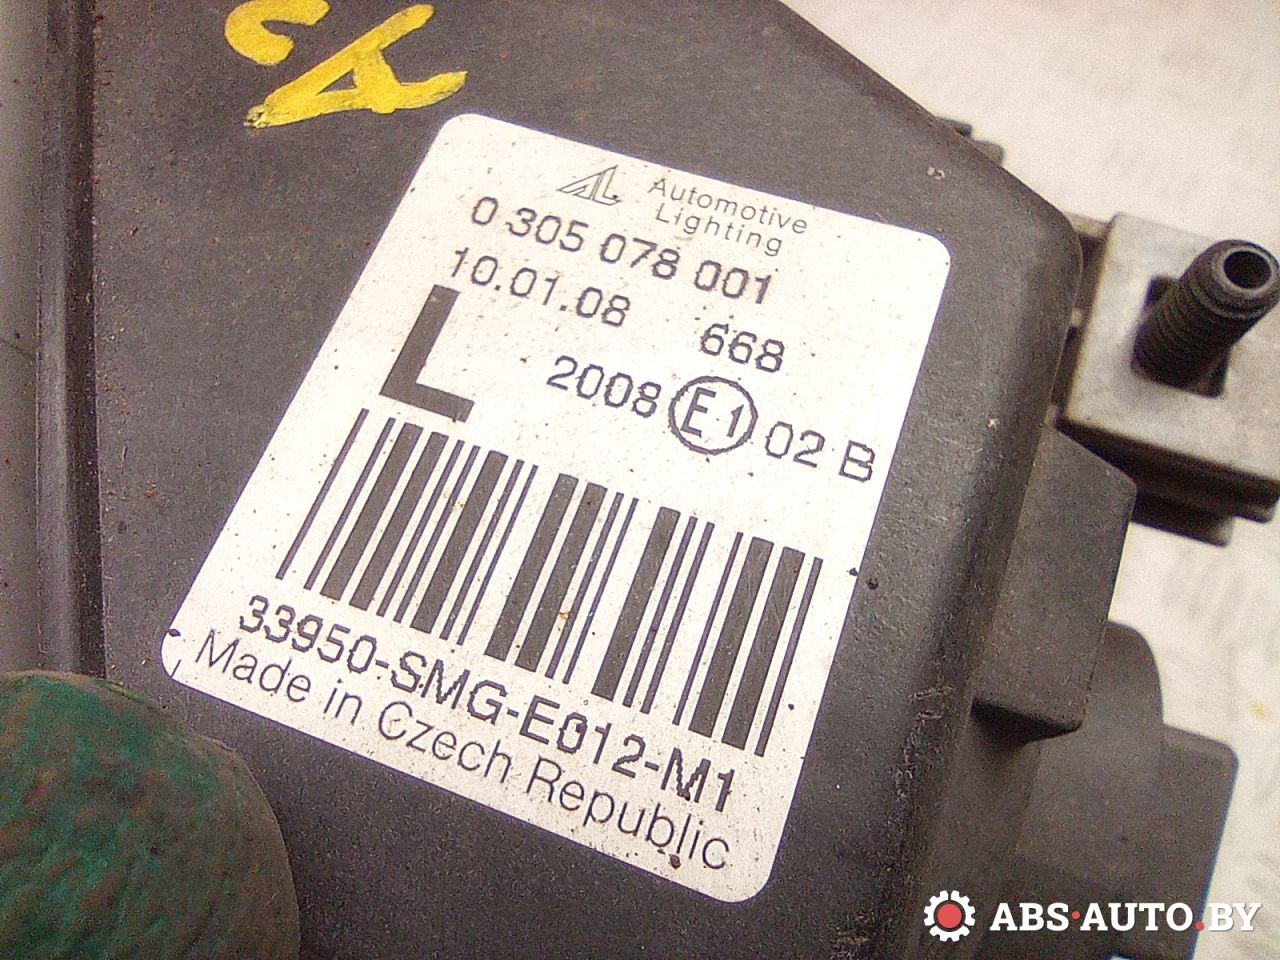 AL Automotive
Lighting
0 305 078 001
10.01.08 668
L
2008 E1 02 B
33950-SMG-E012-M1
Made in Czech Republic
ABS·AUTO.BY